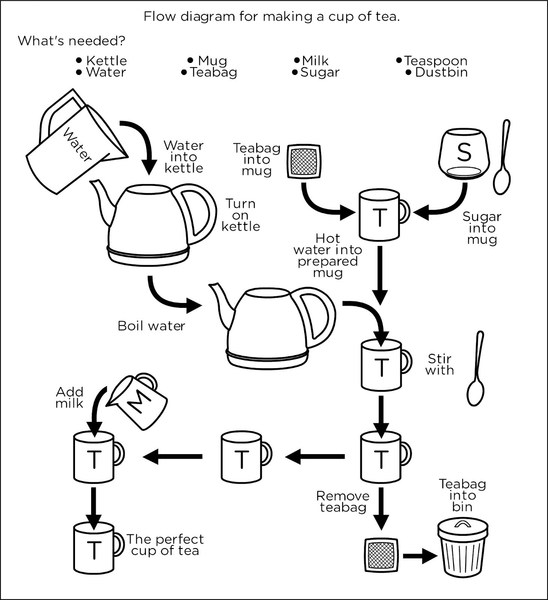 Flow diagram for making a cup of tea.
What's needed?
• Kettle • Mug • Milk • Teaspoon
• Water • Teabag • Sugar • Dustbin
Water
Water
into
kettle
Teabag
into
mug
S
T
Turn
on
kettle
Sugar
into
mug
Hot
water into
prepared
mug
Boil water
T
Stir
with
Add
milk
M
T
T
T
Remove
teabag
Teabag
into
bin
T
The perfect
cup of tea